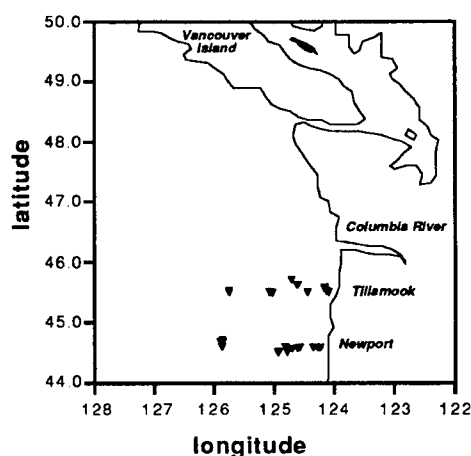 50.0
Vancouver
Island
49.0
48.0
47.0
Columbia River
46.0
Tillamook
45.0
Newport
44.0
128 127 126 125 124 123 122
latitude
longitude